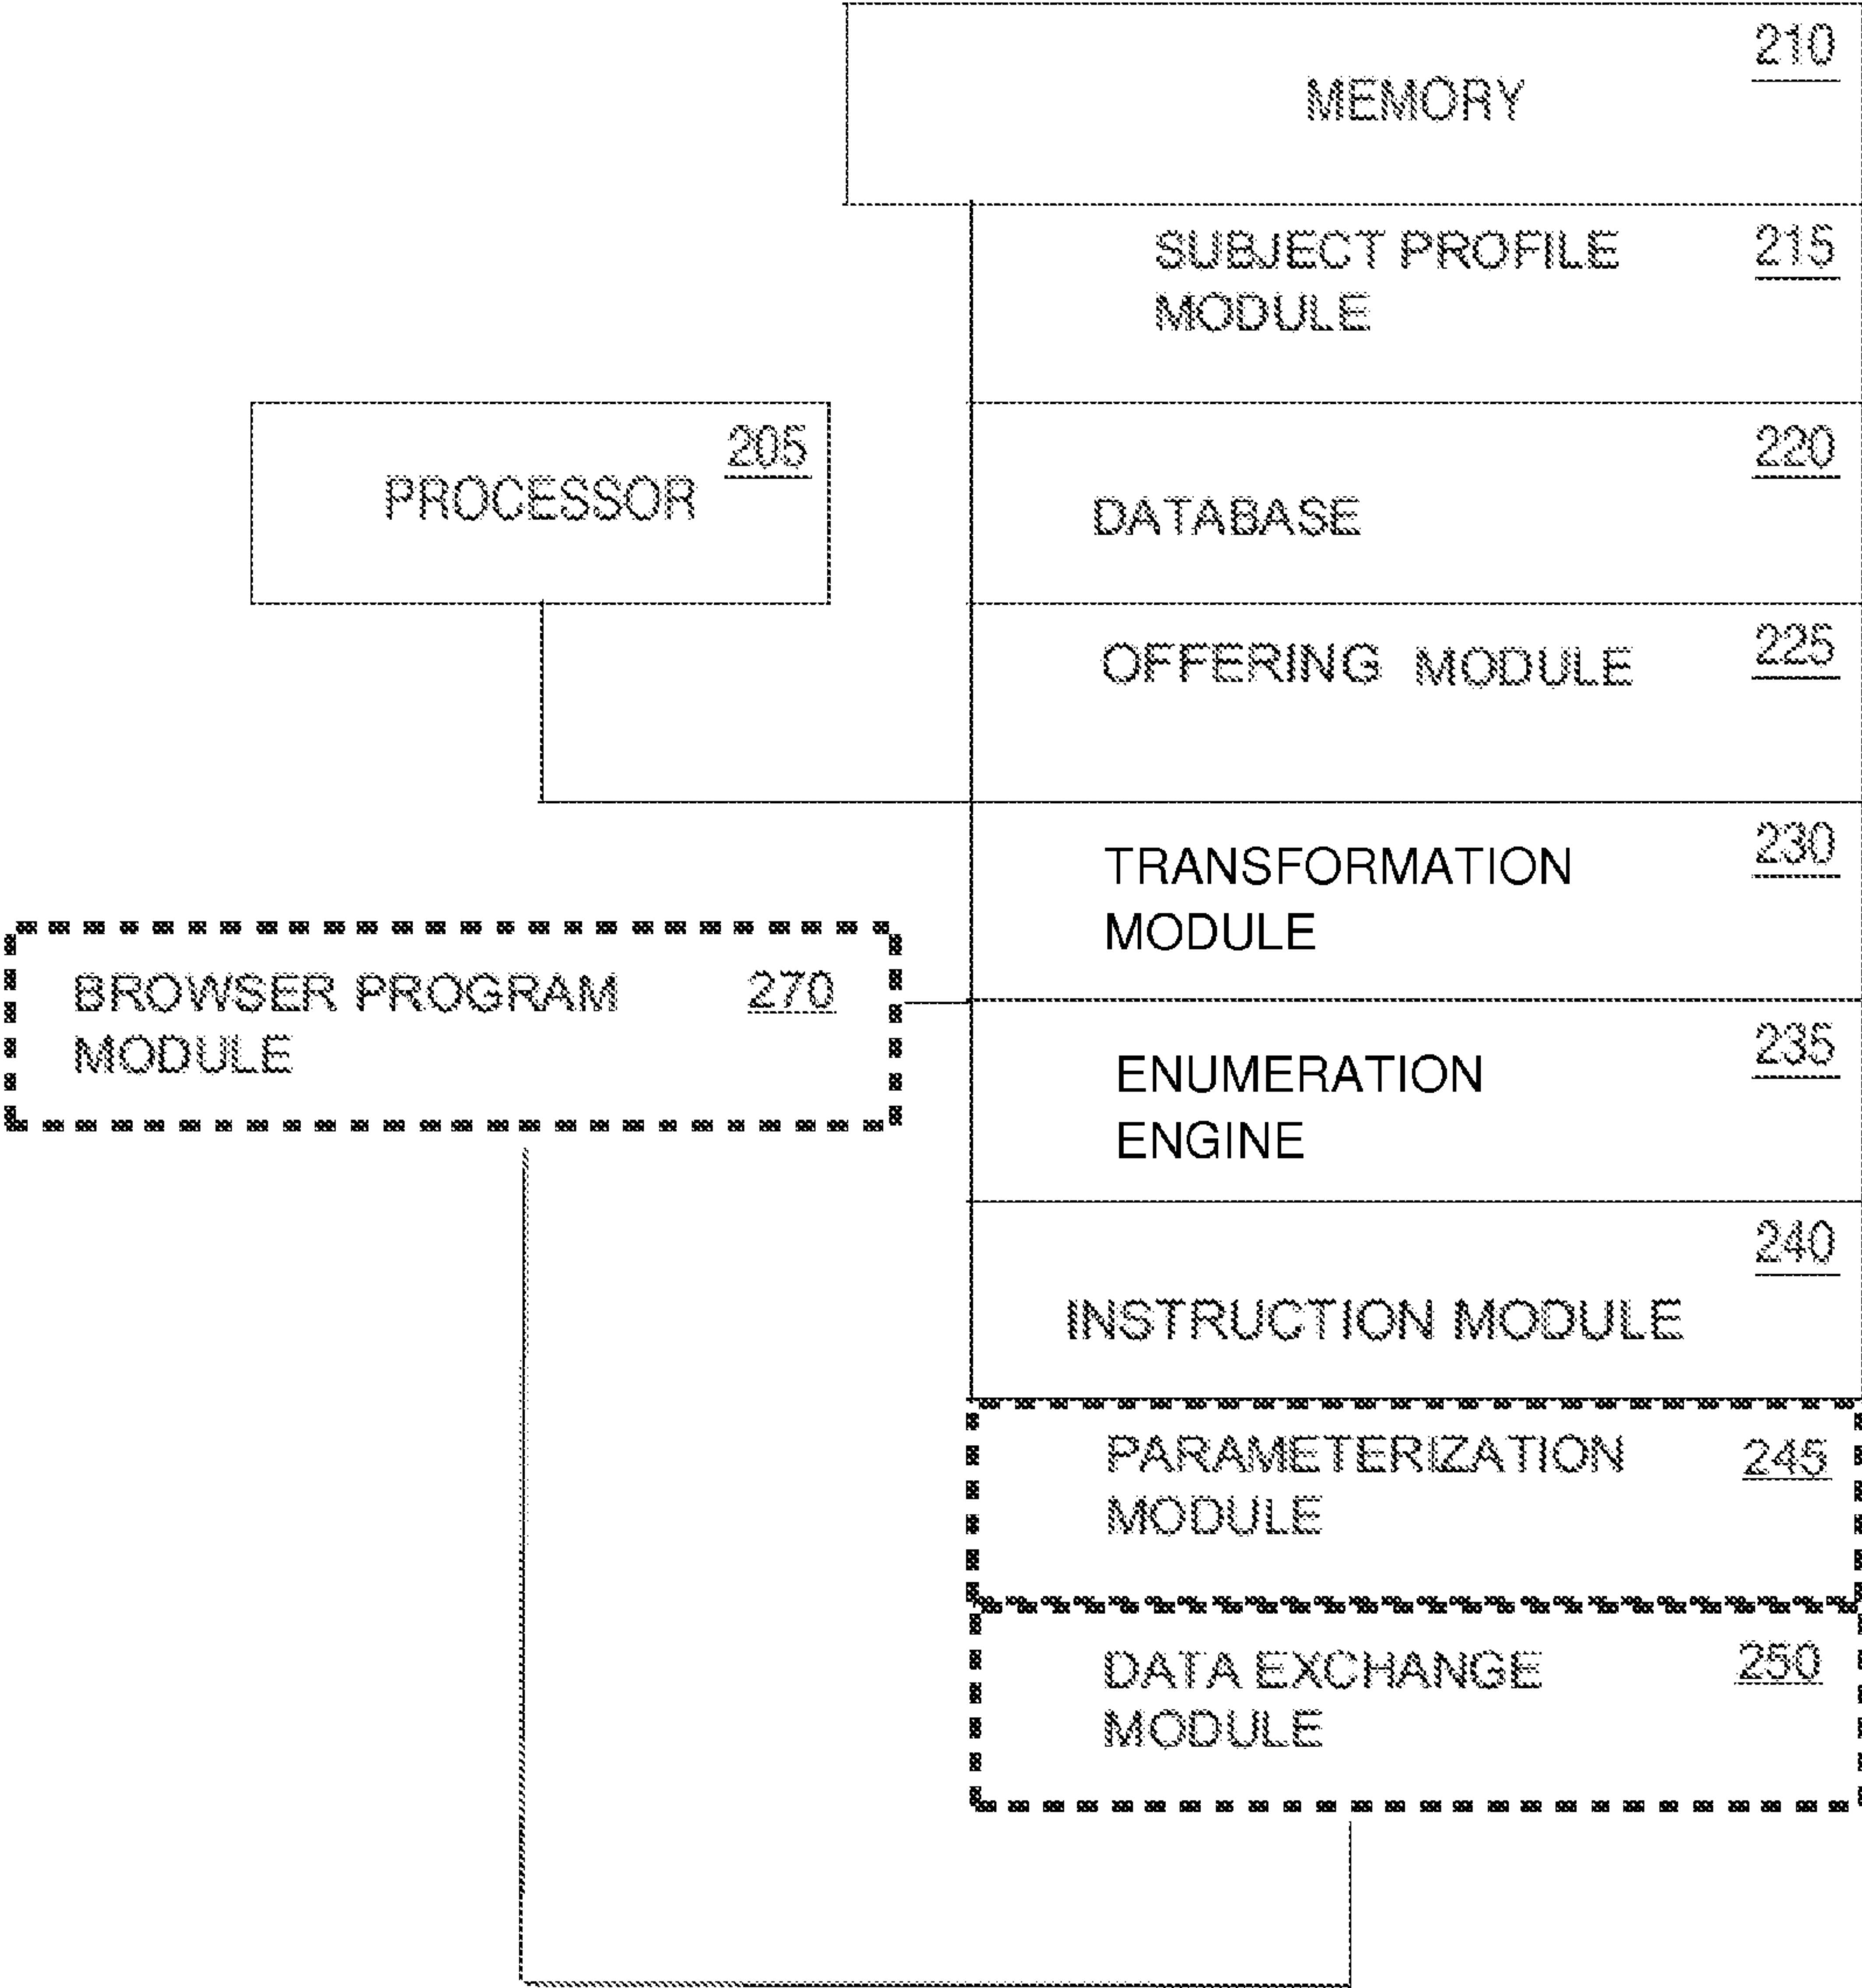 210
MEMORY
SUBJECT PROFILE 215
MODULE
205
PROCESSOR
220
DATABASE
OFFERING MODULE 225
230
TRANSFORMATION
MODULE
BROWSER PROGRAM 270
MODULE
235
ENUMERATION
ENGINE
240
INSTRUCTION MODULE
PARAMETERIZATION 245
MODULE
DATA EXCHANGE 250
MODULE